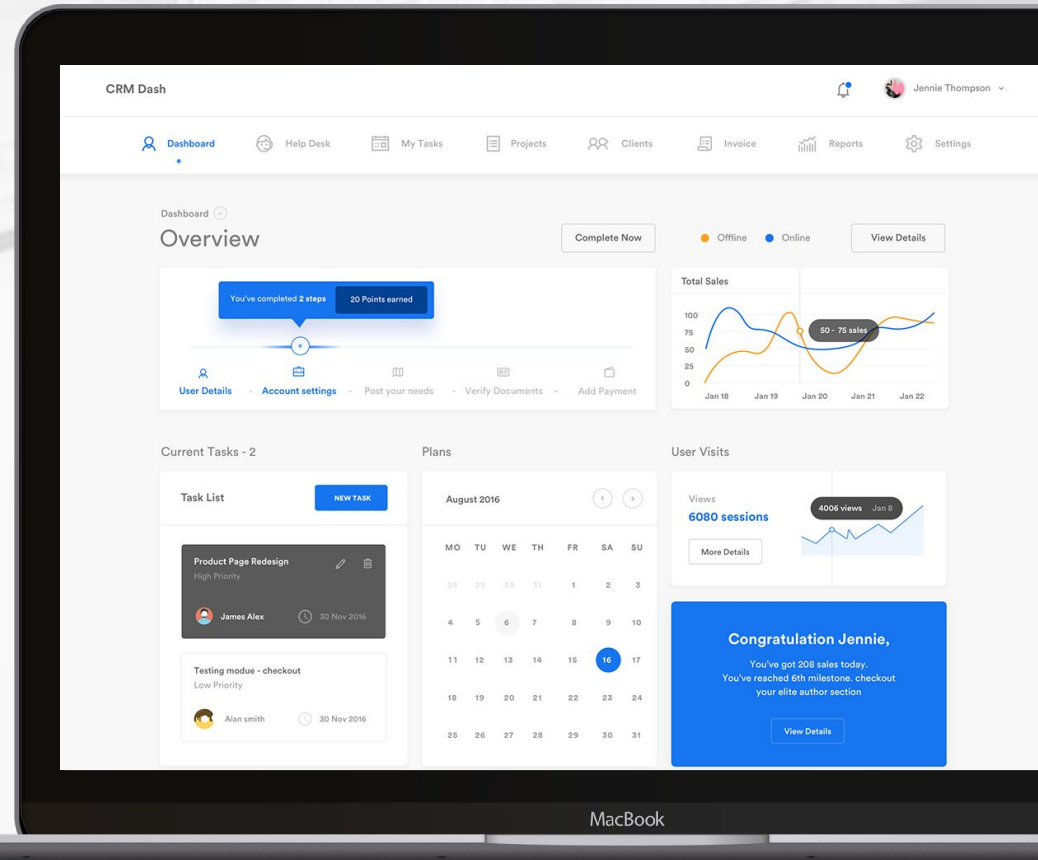 CRM Dash
Jennie Thompson
Dashboard
Help Desk
My Tasks
Projects
Clients
Invoice
Reports
Settings
Dashboard
Overview
Complete Now
Offline
Online
View Details
You've completed 2 steps
20 Points earned
User Details - Account settings - Post your needs - Verify Documents - Add Payment
Total Sales
100
75
50
25
0
50 - 75 sales
Jan 18 Jan 19 Jan 20 Jan 21 Jan 22
Current Tasks - 2
Task List
NEW TASK
Product Page Redesign
High Priority
James Alex
30 Nov 2016
Testing modue - checkout
Low Priority
Alan smith
30 Nov 2016
Plans
August 2016
MO TU WE TH FR SA SU
28 29 30 31 1 2 3
4 5 6 7 8 9 10
11 12 13 14 15 16 17
18 19 20 21 22 23 24
25 26 27 28 29 30 31
User Visits
Views
6080 sessions
More Details
4006 views Jan 8
Congratulation Jennie,
You've got 208 sales today.
You've reached 6th milestone. checkout
your elite author section
View Details
MacBook